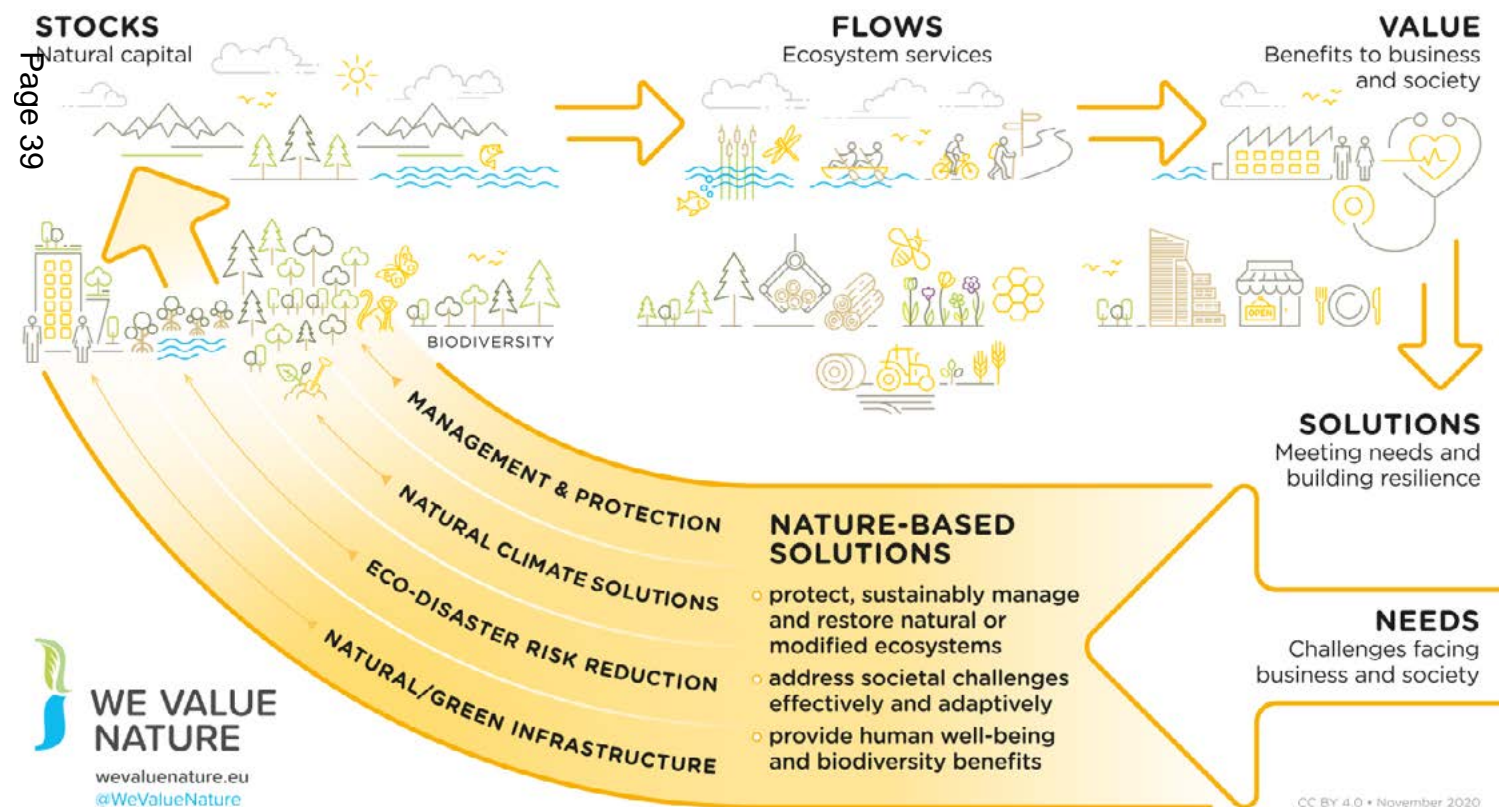 STOCKS
Natural capital
Page 39
FLOWS
Ecosystem services
VALUE
Benefits to business
and society
BIODIVERSITY
OPEN
SOLUTIONS
Meeting needs and
building resilience
MANAGEMENT & PROTECTION
NATURAL CLIMATE SOLUTIONS
ECO-DISASTER RISK REDUCTION
NATURAL/GREEN INFRASTRUCTURE
NATURE-BASED
SOLUTIONS
protect, sustainably manage
and restore natural or
modified ecosystems
address societal challenges
effectively and adaptively
provide human well-being
and biodiversity benefits
NEEDS
Challenges facing
business and society
WE VALUE
NATURE
wevaluenature.eu
@WeValueNature
CC BY 4.0 • November 2020